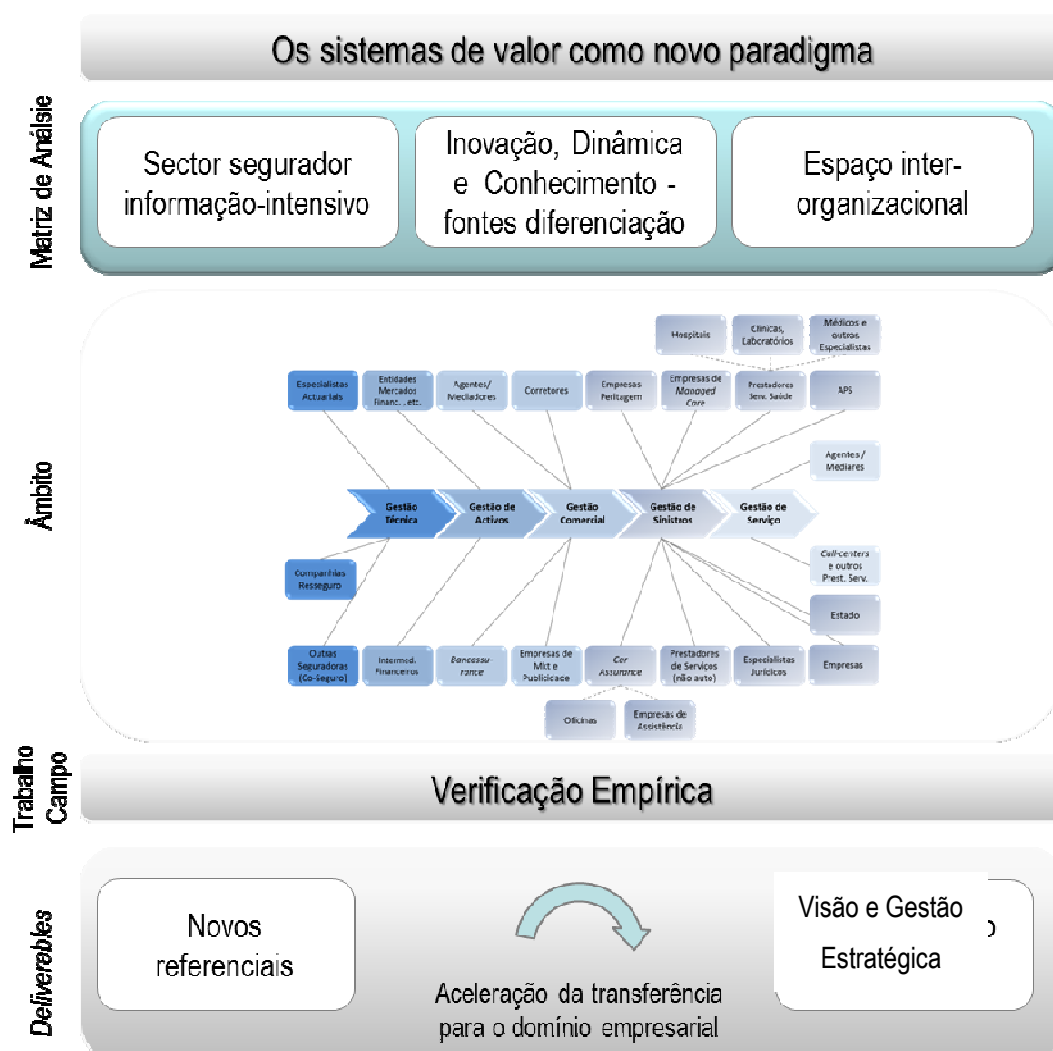 Os sistemas de valor como novo paradigma
Matriz de Análsie
Sector segurador
informação-intensivo
Inovação, Dinâmica
e Conhecimento -
fontes diferenciação
Espaço inter-
organizacional
Âmbito
Hospitais
Clínicas,
Laboratórios
Médicos e
outros
Especialistas
Especialistas
Actuariais
Entidades
Mercados
Financ., etc.
Agentes/
Mediadores
Corretores
Empresas
Peritagem
Empresas de
Managed
Care
Prestadores
Serv. Saúde
APS
Agentes /
Mediares
Gestão
Técnica
Gestão de
Activos
Gestão
Comercial
Gestão de
Sinistros
Gestão de
Serviço
Companhias
Resseguro
Call-centers
e outros
Prest. Serv.
Estado
Outras
Seguradoras
(Co-Seguro)
Intermed.
Financeiros
Bancassu-
rance
Empresas de
Mkt e
Publicidade
Car
Assurance
Prestadores
de Serviços
(não auto)
Especialistas
Jurídicos
Empresas
Oficinas
Empresas de
Assistência
Trabalho
Campo
Verificação Empírica
Deliverebles
Novos
referenciais
Aceleração da transferência
para o domínio empresarial
Visão e Gestão
Estratégica